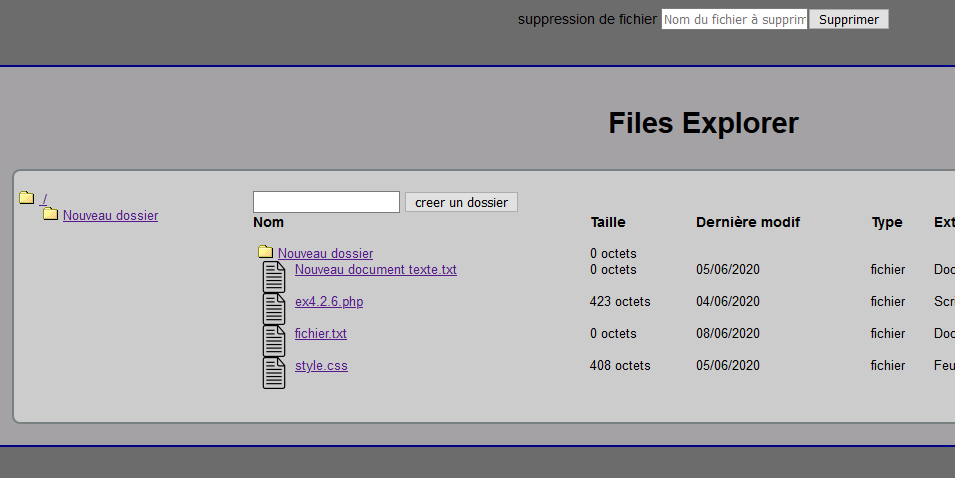 suppression de fichier Nom du fichier à supprim Supprimer
Files Explorer
/
Nouveau dossier
creer un dossier
Nom Taille Dernière modif Type Ext
Nouveau dossier 0 octets
Nouveau document texte.txt 0 octets 05/06/2020 fichier Doc
ex4.2.6.php 423 octets 04/06/2020 fichier Scri
fichier.txt 0 octets 08/06/2020 fichier Doc
style.css 408 octets 05/06/2020 fichier Feu